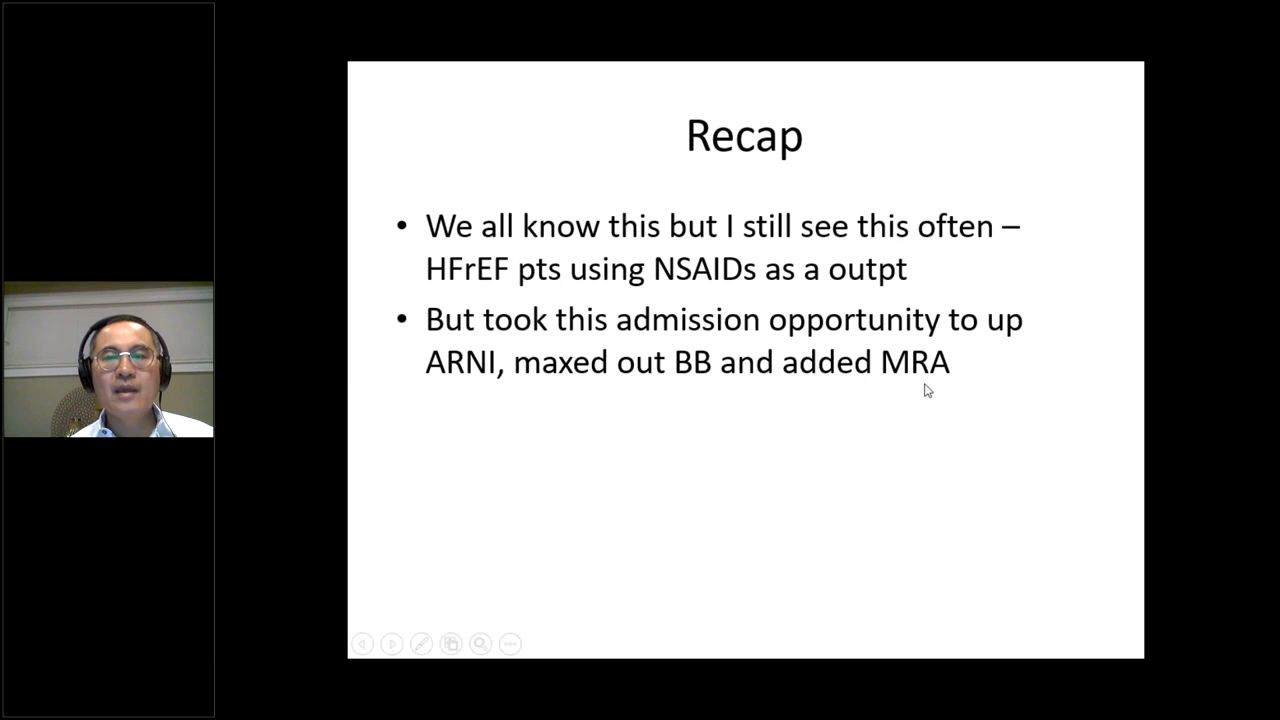 Recap
• We all know this but I still see this often –
HFrEF pts using NSAIDs as a outpt
• But took this admission opportunity to up
ARNI, maxed out BB and added MRA